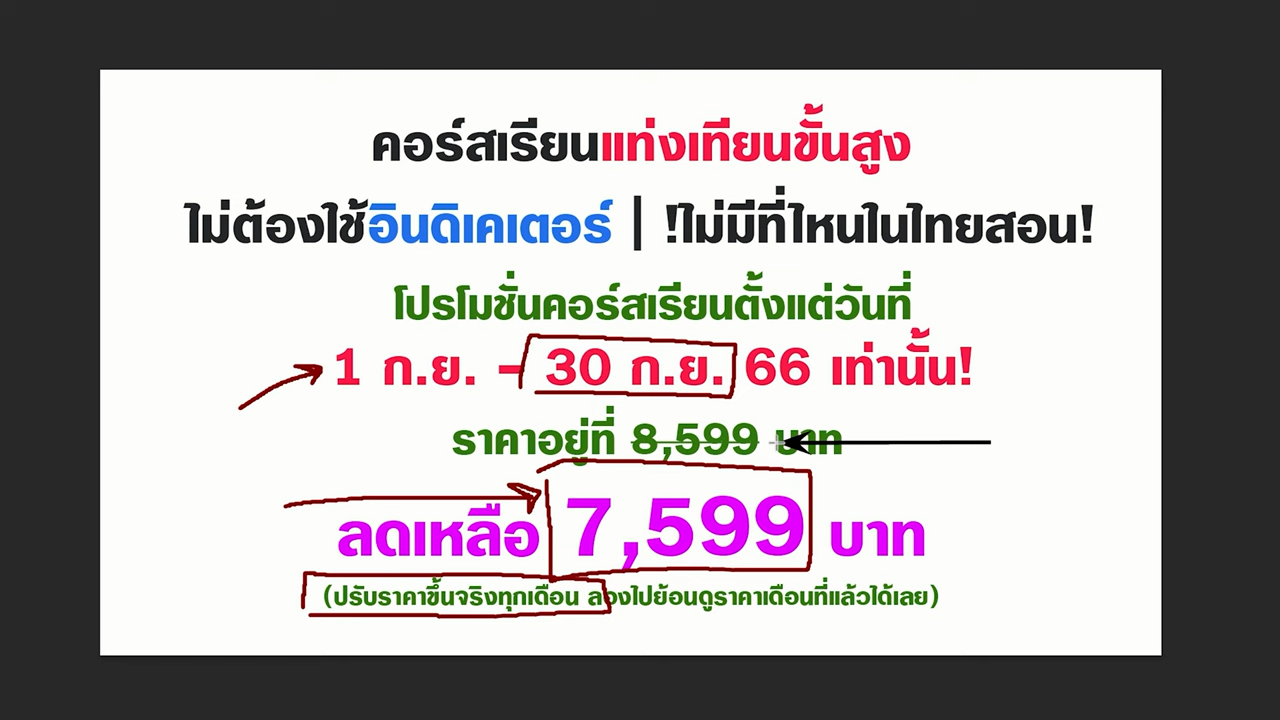 คอร์สเรียนแท่งเทียนขั้นสูง
ไม่ต้องใช้อินดิเคเตอร์ | !ไม่มีที่ไหนในไทยสอน!
โปรโมชั่นคอร์สเรียนตั้งแต่วันที่
1 ก.ย. - 30 ก.ย. 66 เท่านั้น!
ราคาอยู่ที่ 8,599 บาท
ลดเหลือ 7,599 บาท
(ปรับราคาขึ้นจริงทุกเดือน ลองไปย้อนดูราคาเดือนที่แล้วได้เลย)